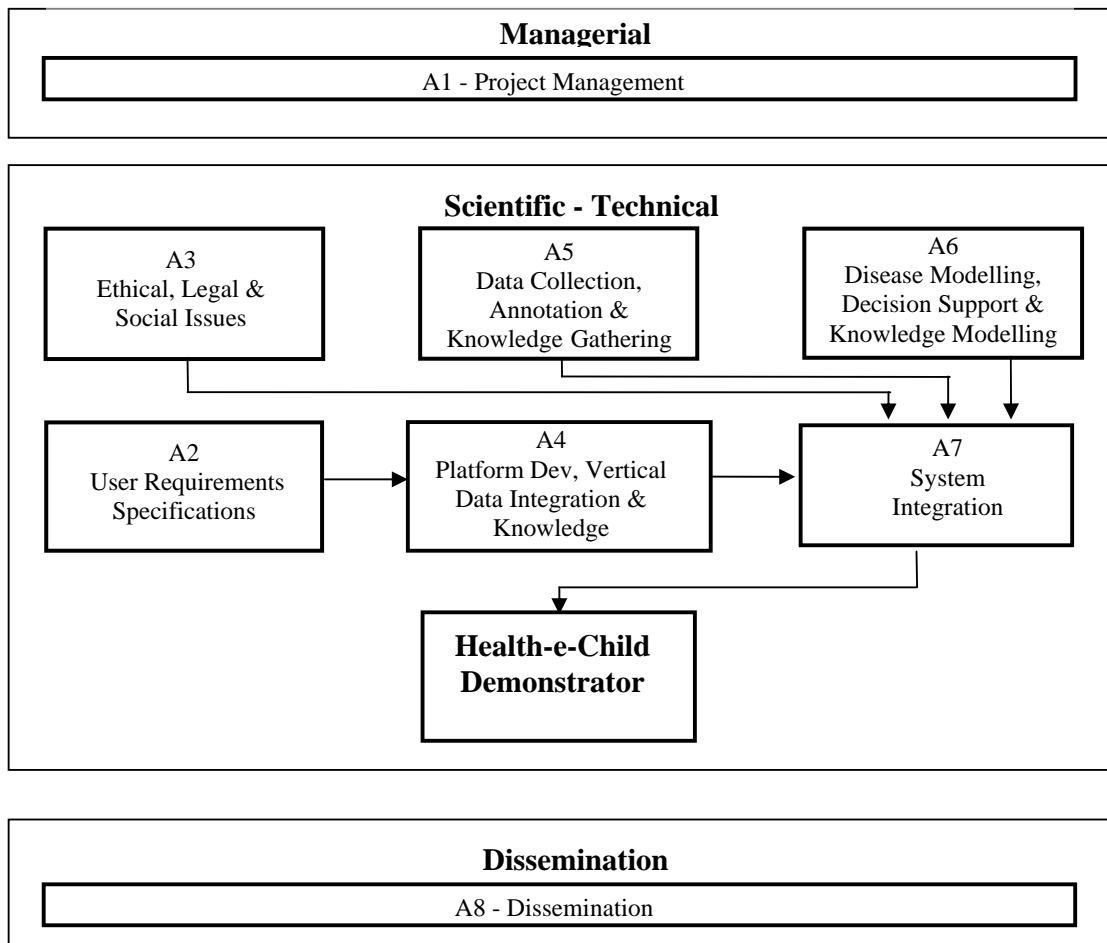 Managerial
A1 - Project Management
Scientific - Technical
A3
Ethical, Legal &
Social Issues
A5
Data Collection,
Annotation &
Knowledge Gathering
A6
Disease Modelling,
Decision Support &
Knowledge Modelling
A2
User Requirements
Specifications
A4
Platform Dev, Vertical
Data Integration &
Knowledge
A7
System
Integration
Health-e-Child
Demonstrator
Dissemination
A8 - Dissemination